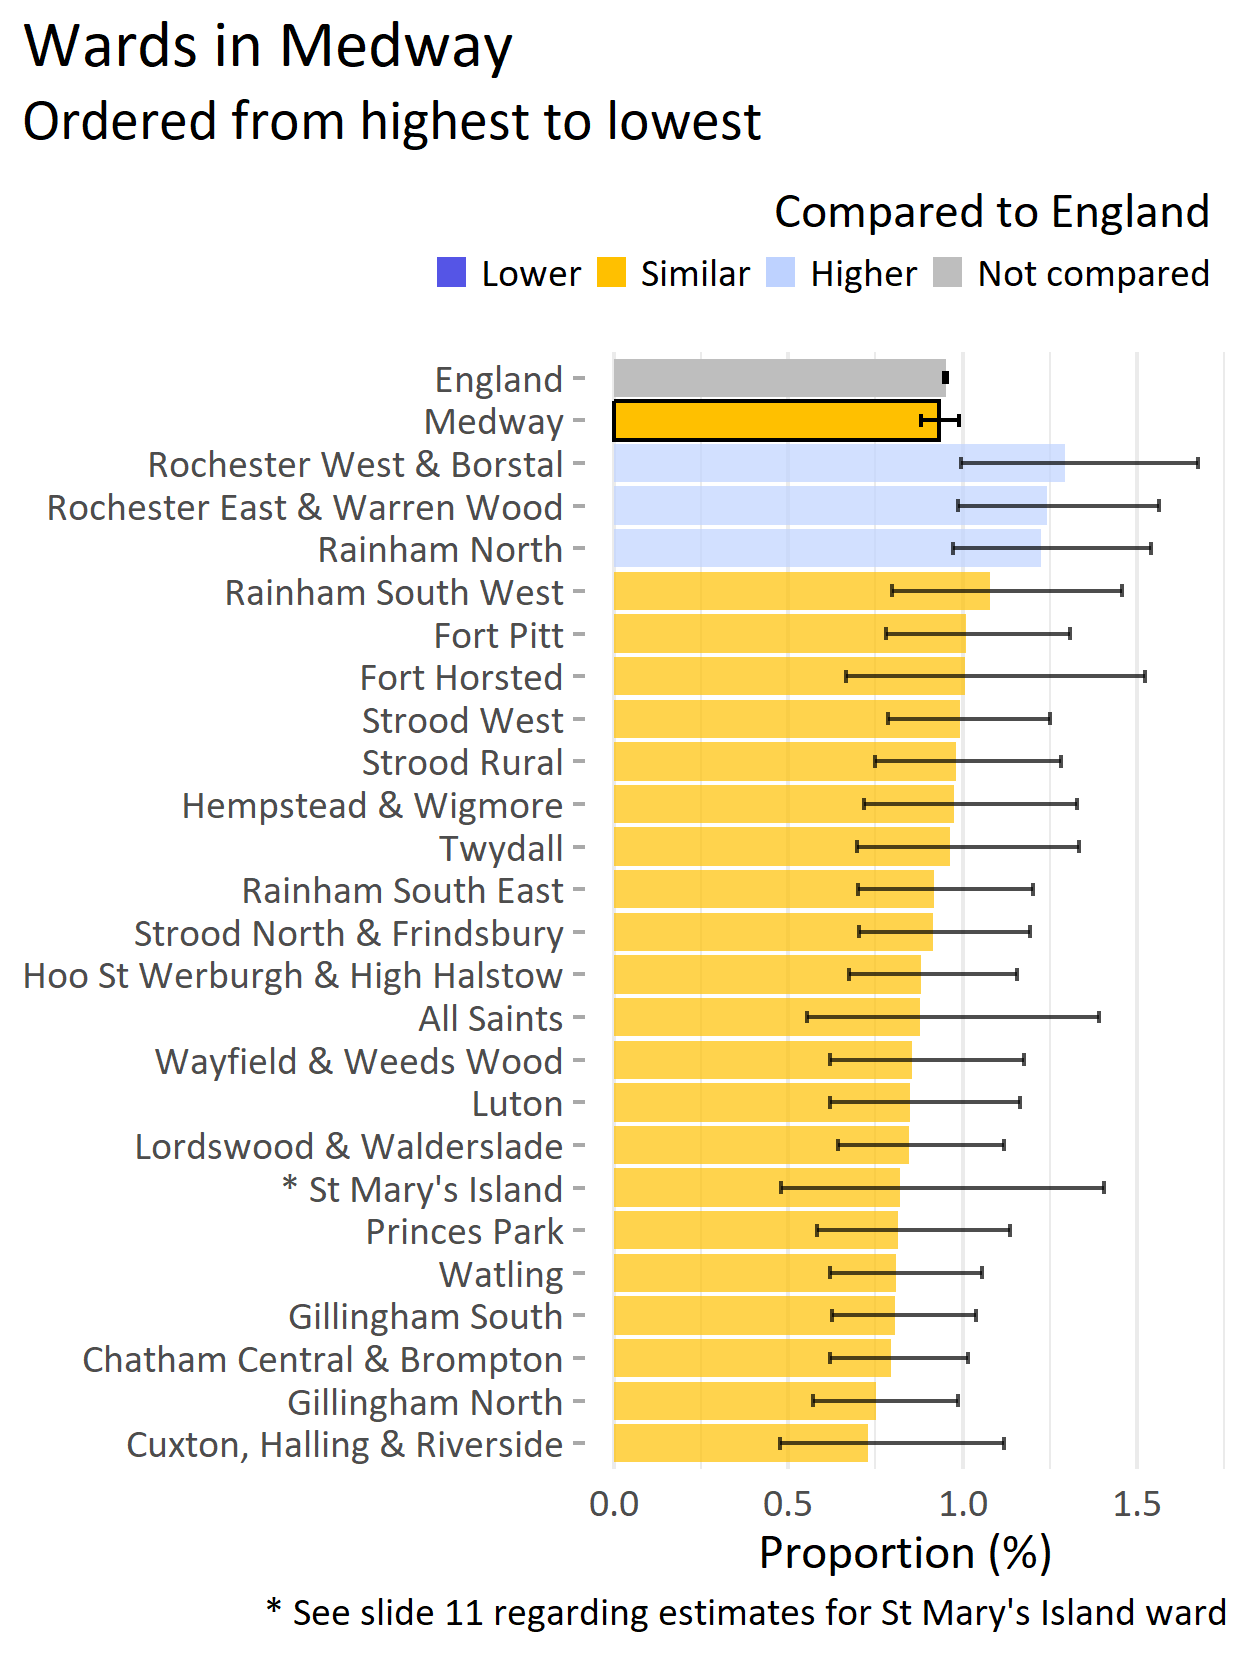 Wards in Medway
Ordered from highest to lowest
Compared to England
Lower Similar Higher Not compared
England
Medway
Rochester West & Borstal
Rochester East & Warren Wood
Rainham North
Rainham South West
Fort Pitt
Fort Horsted
Strood West
Strood Rural
Hempstead & Wigmore
Twydall
Rainham South East
Strood North & Frindsbury
Hoo St Werburgh & High Halstow
All Saints
Wayfield & Weeds Wood
Luton
Lordswood & Walderslade
* St Mary's Island
Princes Park
Watling
Gillingham South
Chatham Central & Brompton
Gillingham North
Cuxton, Halling & Riverside
0.0 0.5 1.0 1.5
Proportion (%)
* See slide 11 regarding estimates for St Mary's Island ward